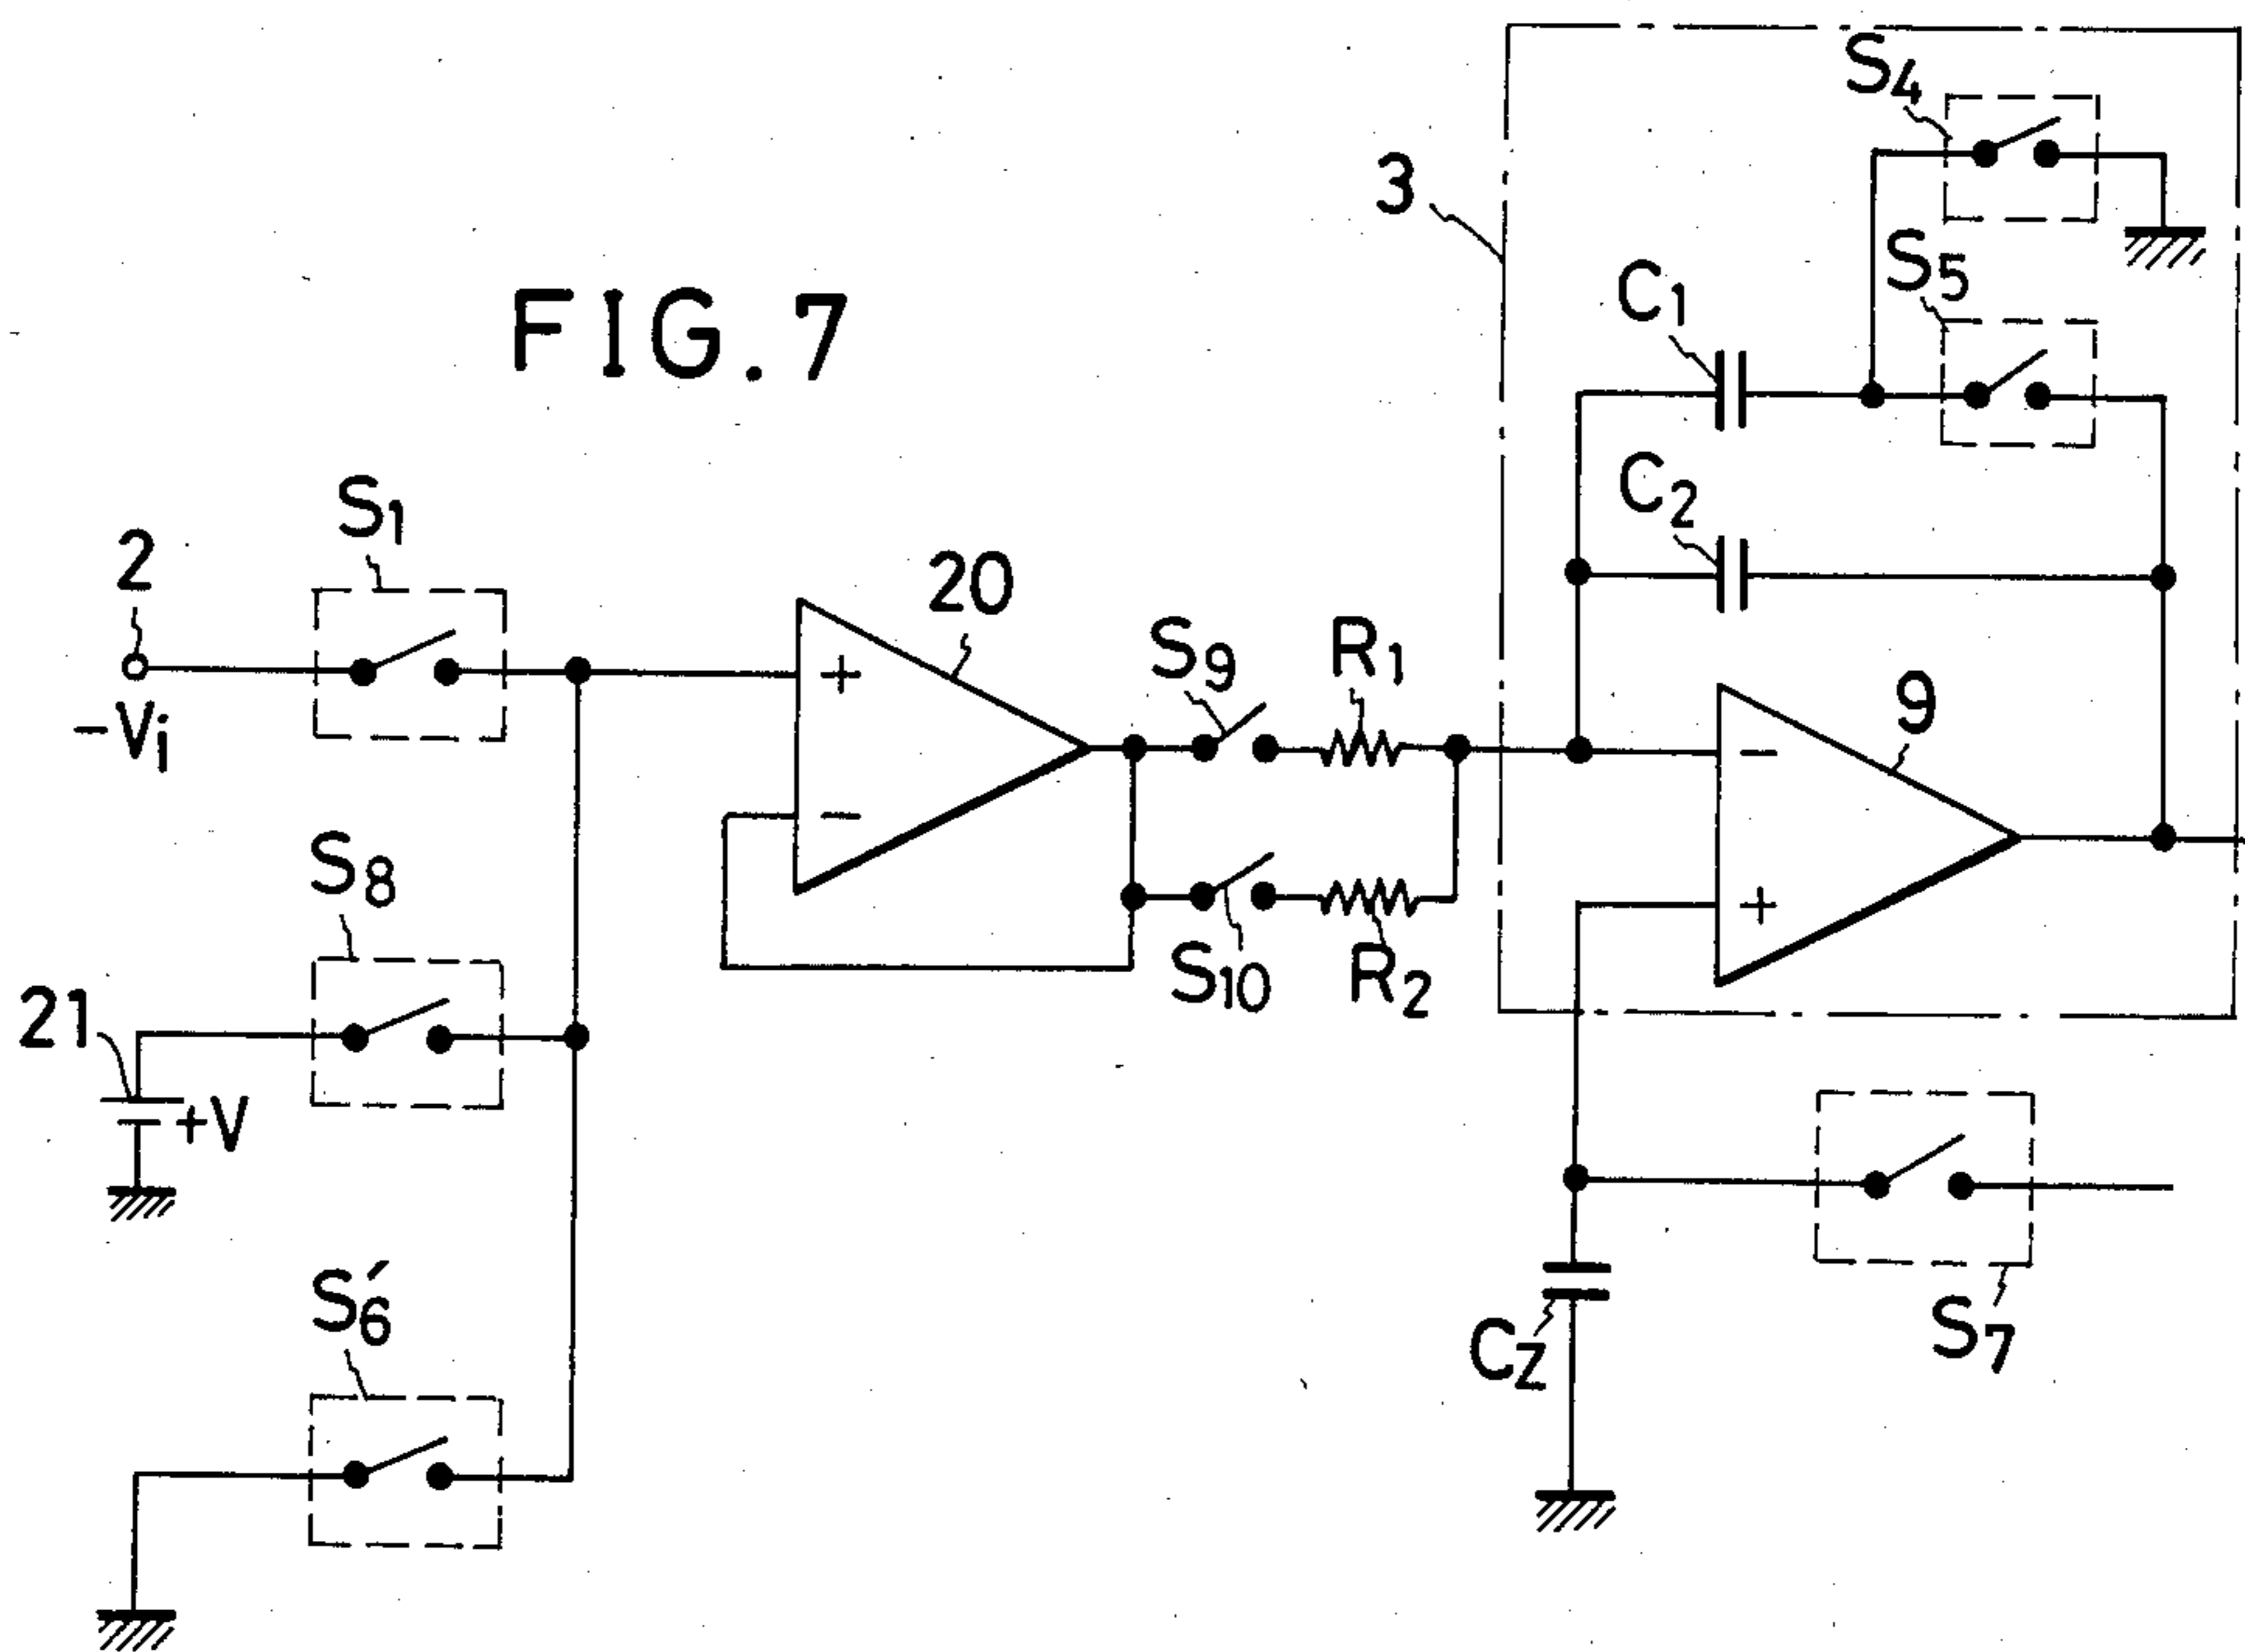 FIG. 7
2
-Vi
S1
S8
21
+V
S6′
20
+
-
S9
R1
S10
R2
3
S4
S5
C1
C2
9
-
+
CZ
S7